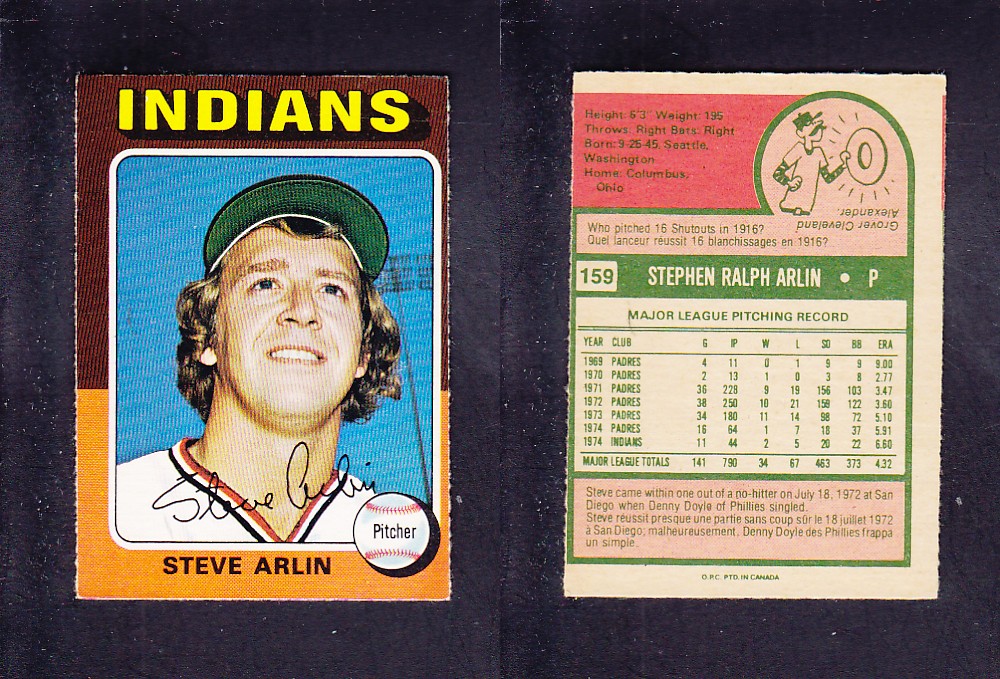 INDIANS
Steve Arlin
Pitcher
STEVE ARLIN
Height: 6'3" Weight: 195
Throws: Right Bats: Right
Born: 9-25-45, Seattle,
Washington
Home: Columbus,
Ohio
Grover Cleveland
Alexander.
Who pitched 16 Shutouts in 1916?
Quel lanceur réussit 16 blanchissages en 1916?
159 STEPHEN RALPH ARLIN • P
MAJOR LEAGUE PITCHING RECORD
YEAR CLUB G IP W L SO BB ERA
1969 PADRES 4 11 0 1 9 9 9.00
1970 PADRES 2 13 1 0 3 8 2.77
1971 PADRES 36 228 9 19 156 103 3.47
1972 PADRES 38 250 10 21 159 122 3.60
1973 PADRES 34 180 11 14 98 72 5.10
1974 PADRES 16 64 1 7 18 37 5.91
1974 INDIANS 11 44 2 5 20 22 6.60
MAJOR LEAGUE TOTALS 141 790 34 67 463 373 4.32
Steve came within one out of a no-hitter on July 18, 1972 at San
Diego when Denny Doyle of Phillies singled.
Steve réussit presque une partie sans coup sûr le 18 juillet 1972
à San Diego; malheureusement, Denny Doyle des Phillies frappa
un simple.
O.P.C. PTD. IN CANADA